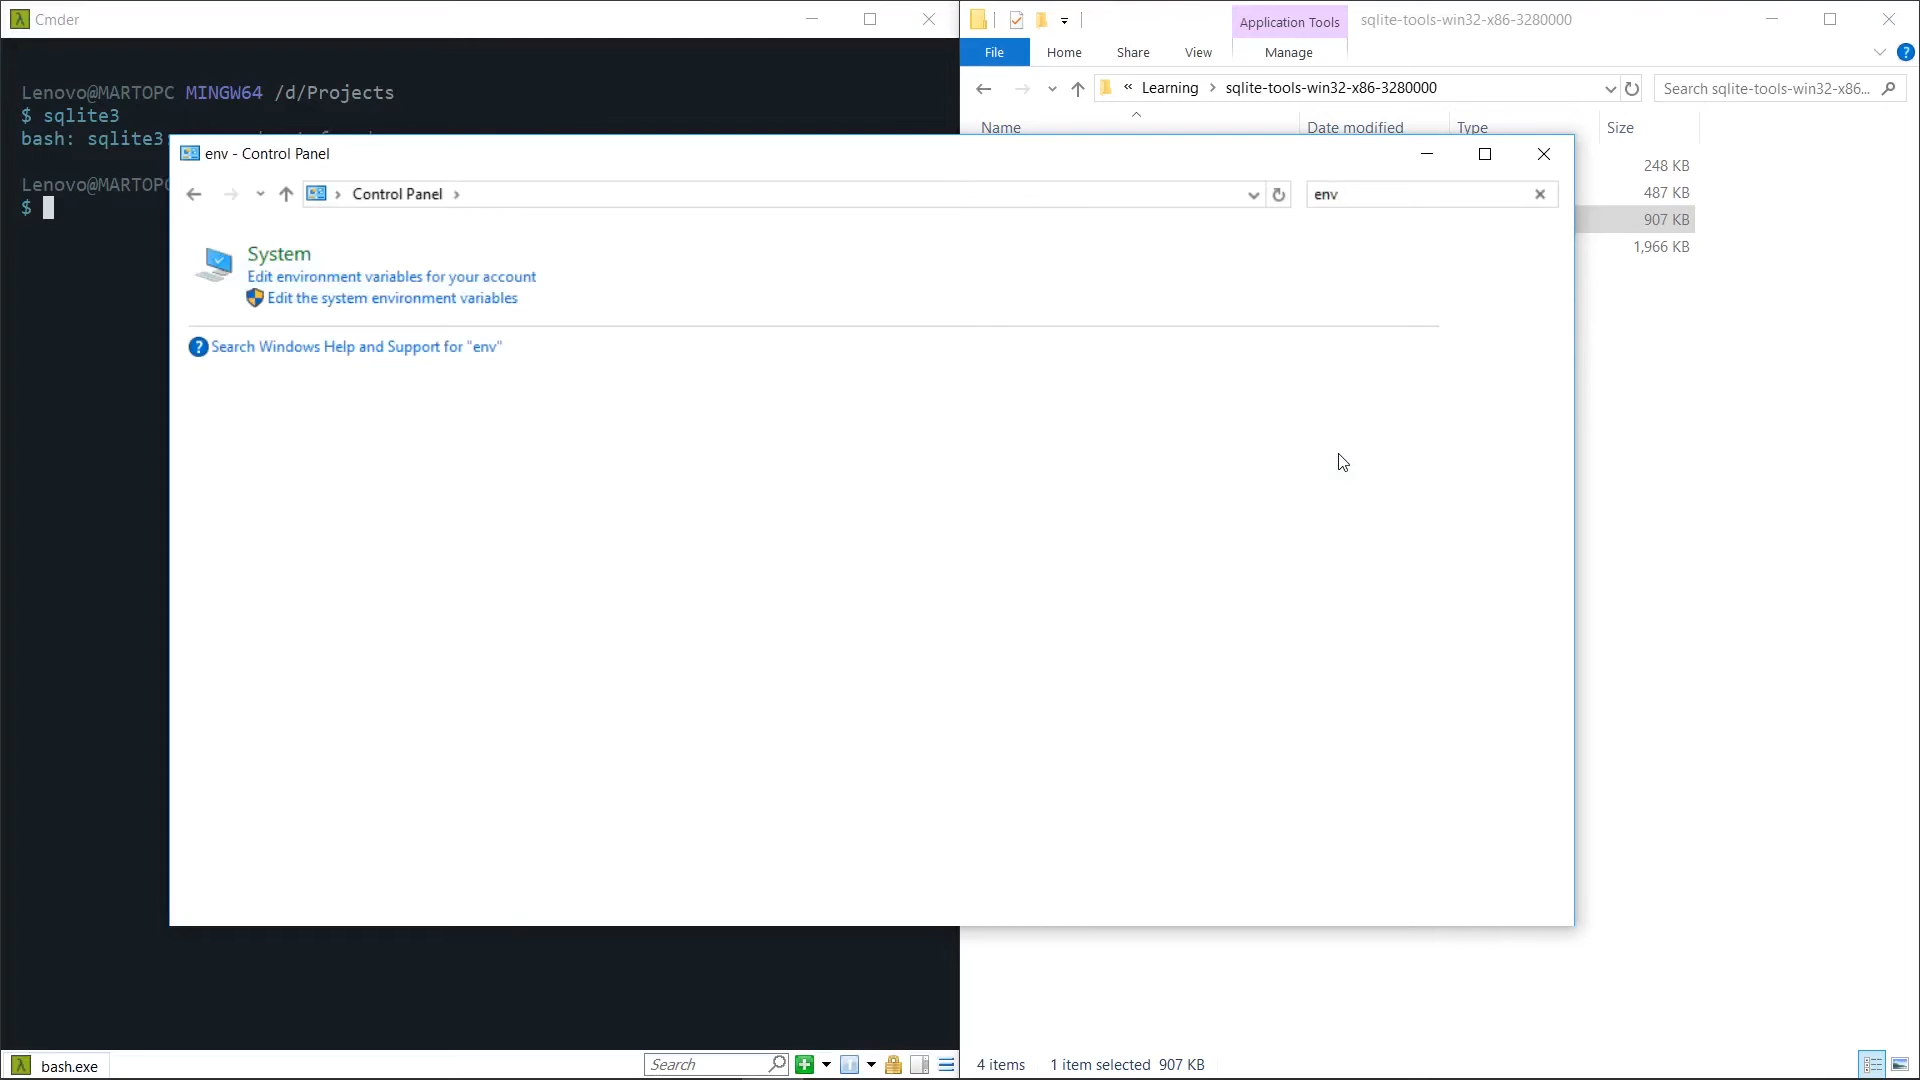 Cmder
Lenovo@MARTOPC MINGW64 /d/Projects
$ sqlite3
bash: sqlite3
Lenovo@MARTOPC
$
bash.exe
Search
Application Tools
sqlite-tools-win32-x86-3280000
File
Home
Share
View
Manage
« Learning > sqlite-tools-win32-x86-3280000
Search sqlite-tools-win32-x86...
Name
Date modified
Type
Size
248 KB
487 KB
907 KB
1,966 KB
4 items
1 item selected 907 KB
env - Control Panel
Control Panel
env
System
Edit environment variables for your account
Edit the system environment variables
Search Windows Help and Support for "env"